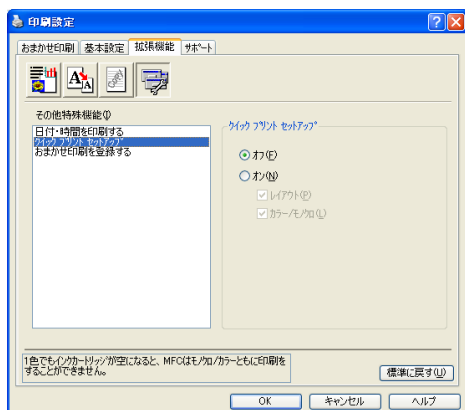 印刷設定
おまかせ印刷 基本設定 拡張機能 サポート
その他特殊機能(I)
日付・時間を印刷する
クイック プリント セットアップ
おまかせ印刷を登録する
クイック プリント セットアップ
オフ(F)
オン(N)
レイアウト(P)
カラー/モノクロ(L)
1色でもインクカートリッジが空になると、MFCはモノクロ/カラーともに印刷を
することができません。
標準に戻す(U)
OK キャンセル ヘルプ